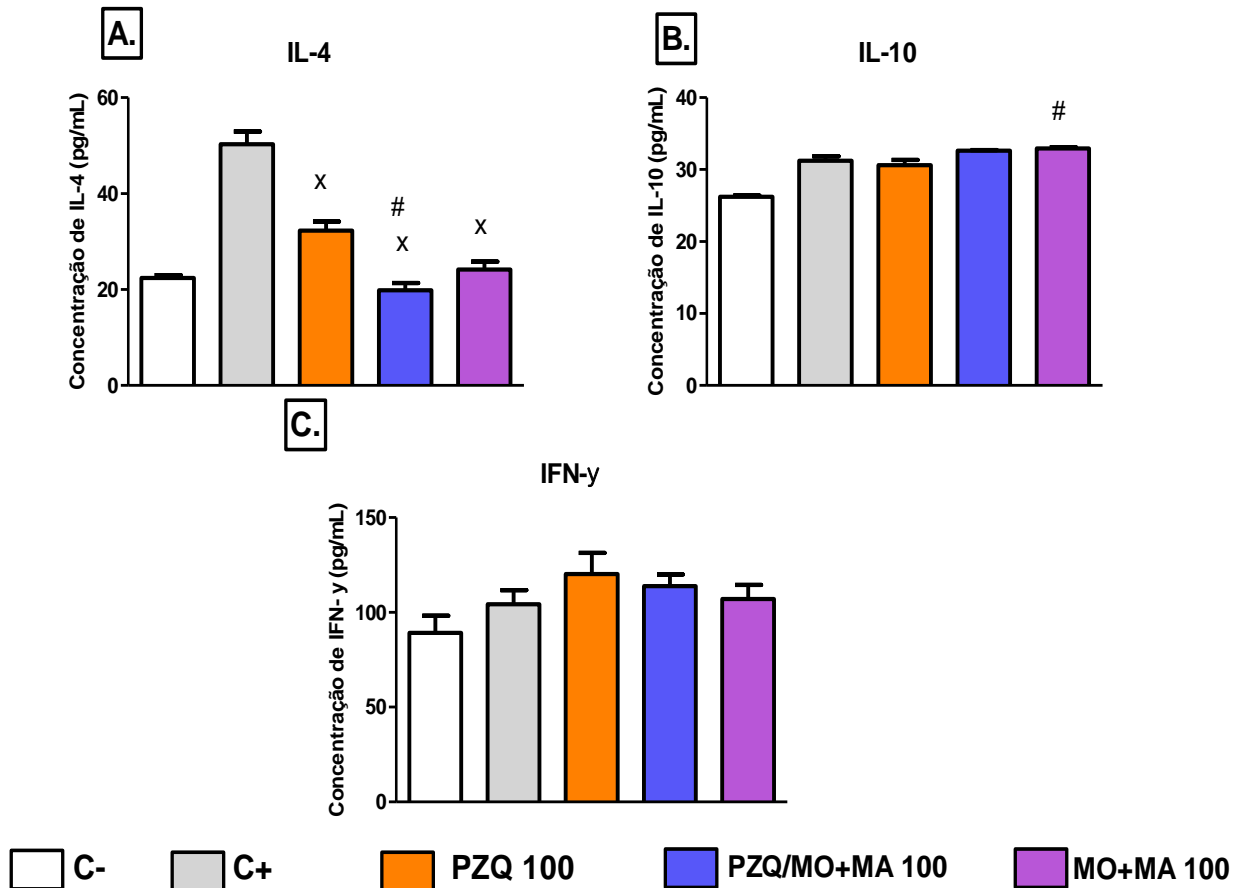 A.
IL-4
Concentração de IL-4 (pg/mL)
60
40
20
0
x
#
x
x
B.
IL-10
Concentração de IL-10 (pg/mL)
40
30
20
10
0
#
C.
IFN-y
Concentração de IFN- y (pg/mL)
150
100
50
0
C-
C+
PZQ 100
PZQ/MO+MA 100
MO+MA 100